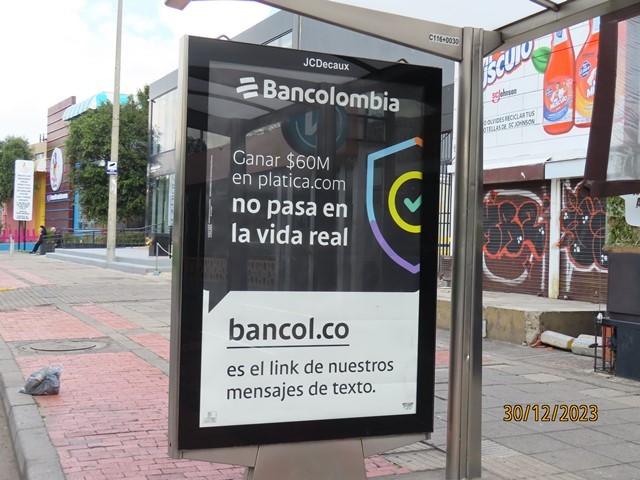 C116+0030
JCDecaux
Bancolombia
Ganar $60M
en platica.com
no pasa en
la vida real
bancol.co
es el link de nuestros
mensajes de texto.
Johnson
30/12/2023